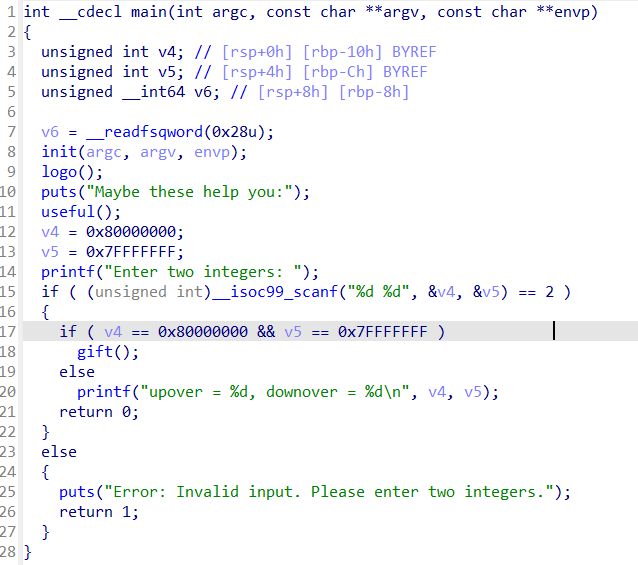 1 int __cdecl main(int argc, const char **argv, const char **envp)
2 {
3   unsigned int v4; // [rsp+0h] [rbp-10h] BYREF
4   unsigned int v5; // [rsp+4h] [rbp-Ch] BYREF
5   unsigned __int64 v6; // [rsp+8h] [rbp-8h]
6
7   v6 = __readfsqword(0x28u);
8   init(argc, argv, envp);
9   logo();
10   puts("Maybe these help you:");
11   useful();
12   v4 = 0x80000000;
13   v5 = 0x7FFFFFFF;
14   printf("Enter two integers: ");
15   if ( (unsigned int)__isoc99_scanf("%d %d", &v4, &v5) == 2 )
16   {
17     if ( v4 == 0x80000000 && v5 == 0x7FFFFFFF )
18       gift();
19     else
20       printf("upover = %d, downover = %d\n", v4, v5);
21     return 0;
22   }
23   else
24   {
25     puts("Error: Invalid input. Please enter two integers.");
26     return 1;
27   }
28 }